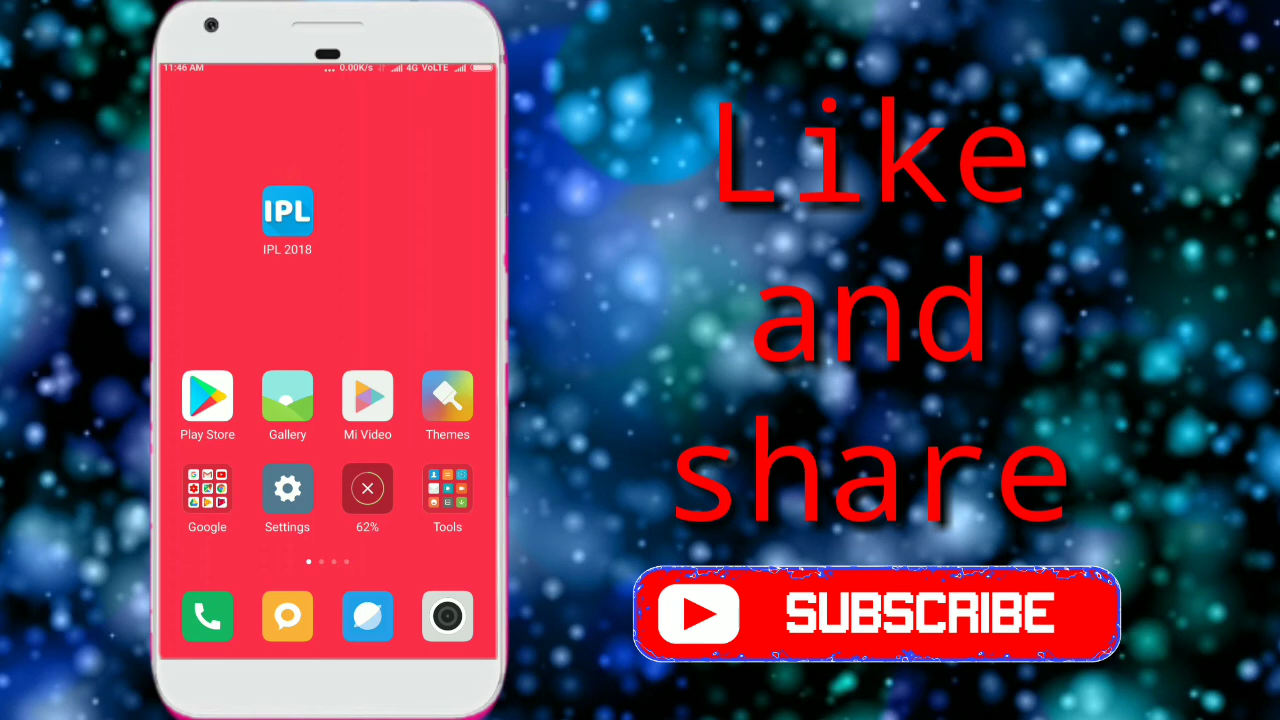 11:46 AM
... 0.00K/s 4G VoLTE
IPL
IPL 2018
Play Store
Gallery
Mi Video
Themes
Google
Settings
62%
Tools
Like
and
share
SUBSCRIBE